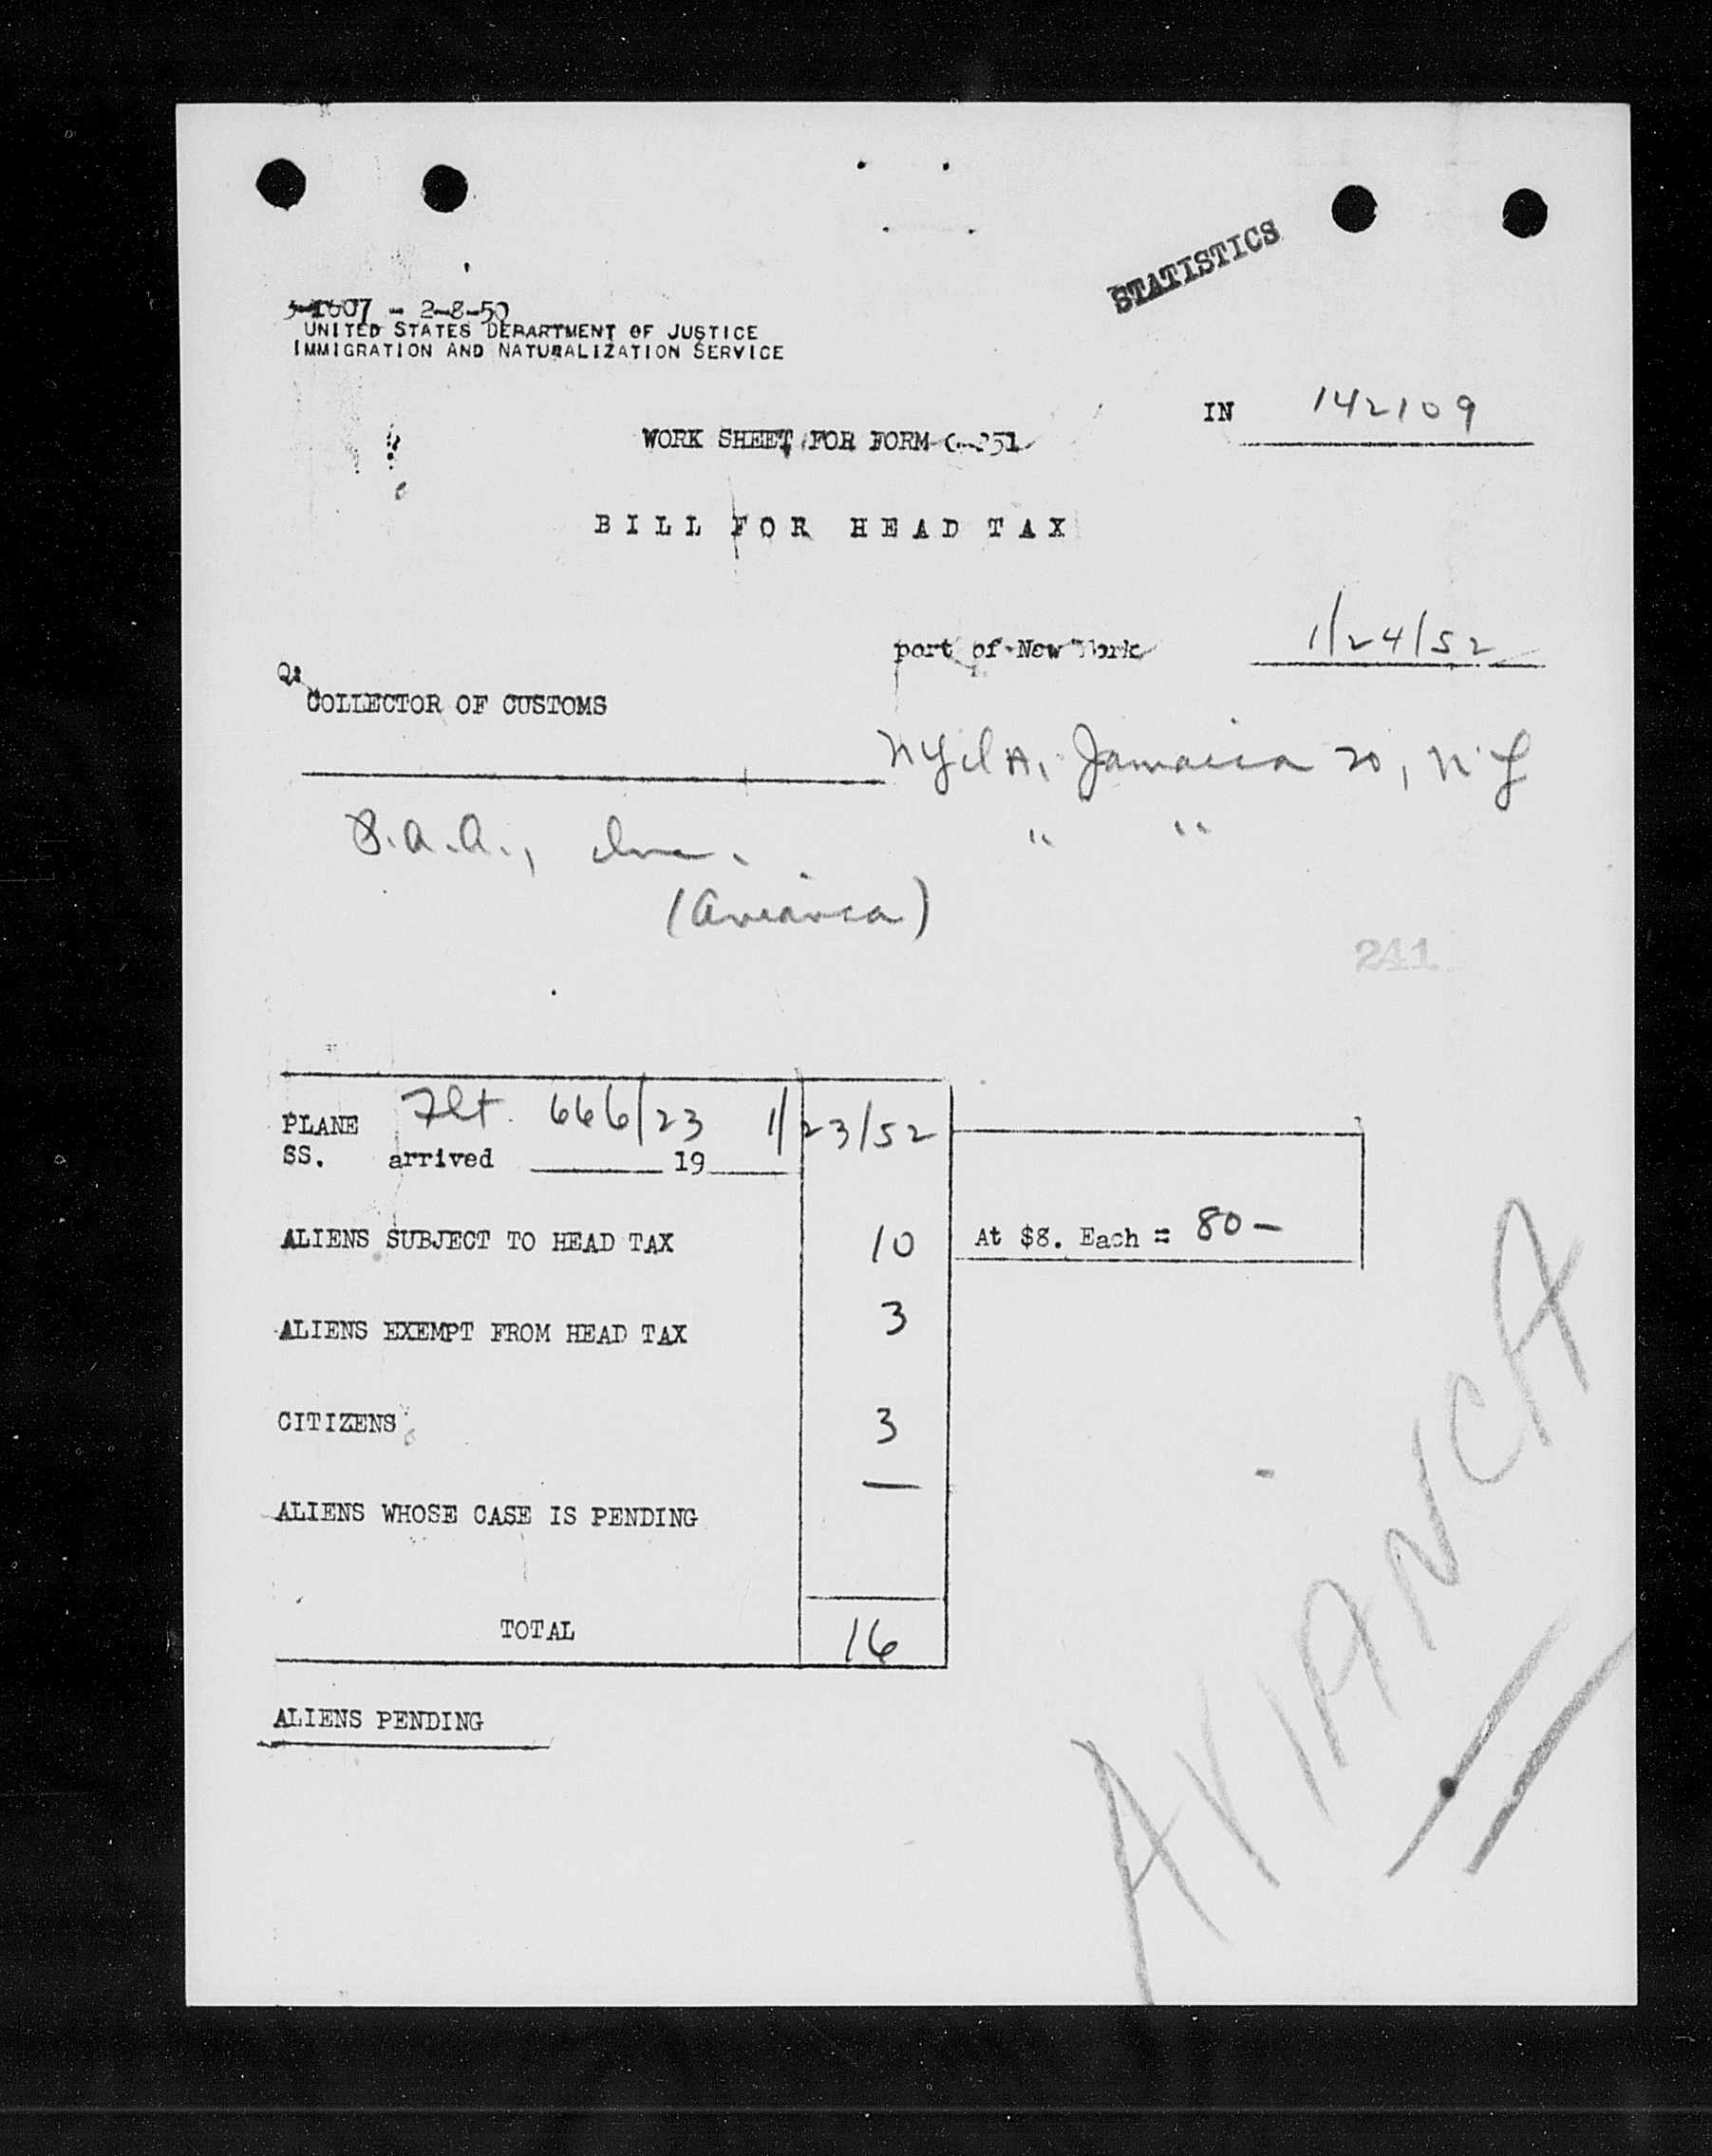 STATISTICS
1607 - 2-8-50
UNITED STATES DEPARTMENT OF JUSTICE
IMMIGRATION AND NATURALIZATION SERVICE
IN 142109
WORK SHEET FOR FORM
BILL FOR HEAD TAX
port of New York 1/24/52
COLLECTOR OF CUSTOMS
Jamaica 20, N Y
P.A.A., Inc. " "
(Avianca)
241
PLANE Flt. 666/23 1/23/52
SS. arrived 19
ALIENS SUBJECT TO HEAD TAX 10 At $8. Each = 80 -
ALIENS EXEMPT FROM HEAD TAX 3
CITIZENS 3
ALIENS WHOSE CASE IS PENDING —
TOTAL 16
ALIENS PENDING
AVIANCA